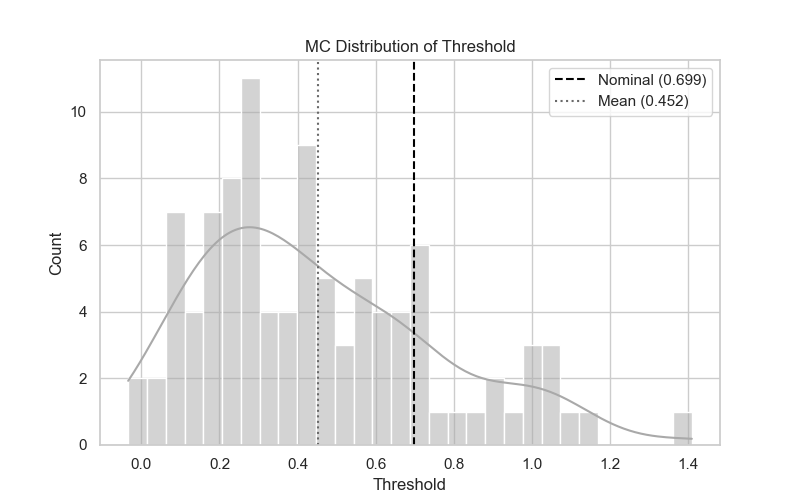 MC Distribution of Threshold
Nominal (0.699)
Mean (0.452)
Count
10
8
6
4
2
0
0.0 0.2 0.4 0.6 0.8 1.0 1.2 1.4
Threshold